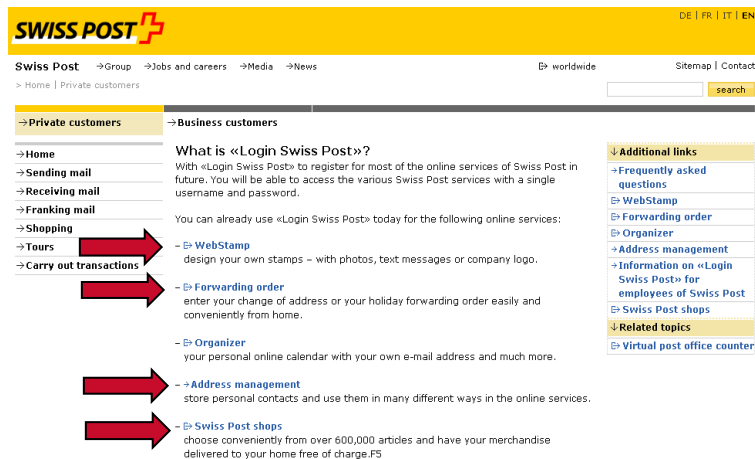 DE | FR | IT | EN
SWISS POST
Swiss Post →Group →Jobs and careers →Media →News worldwide Sitemap | Contact
> Home | Private customers
search
→Private customers →Business customers
→Home
→Sending mail
→Receiving mail
→Franking mail
→Shopping
→Tours
→Carry out transactions
What is «Login Swiss Post»?
With «Login Swiss Post» to register for most of the online services of Swiss Post in
future. You will be able to access the various Swiss Post services with a single
username and password.
You can already use «Login Swiss Post» today for the following online services:
– WebStamp
design your own stamps – with photos, text messages or company logo.
– Forwarding order
enter your change of address or your holiday forwarding order easily and
conveniently from home.
– Organizer
your personal online calendar with your own e-mail address and much more.
– →Address management
store personal contacts and use them in many different ways in the online services.
– Swiss Post shops
choose conveniently from over 600,000 articles and have your merchandise
delivered to your home free of charge.F5
↓Additional links
→Frequently asked
questions
WebStamp
Forwarding order
Organizer
→Address management
→Information on «Login
Swiss Post» for
employees of Swiss Post
Swiss Post shops
↓Related topics
Virtual post office counter